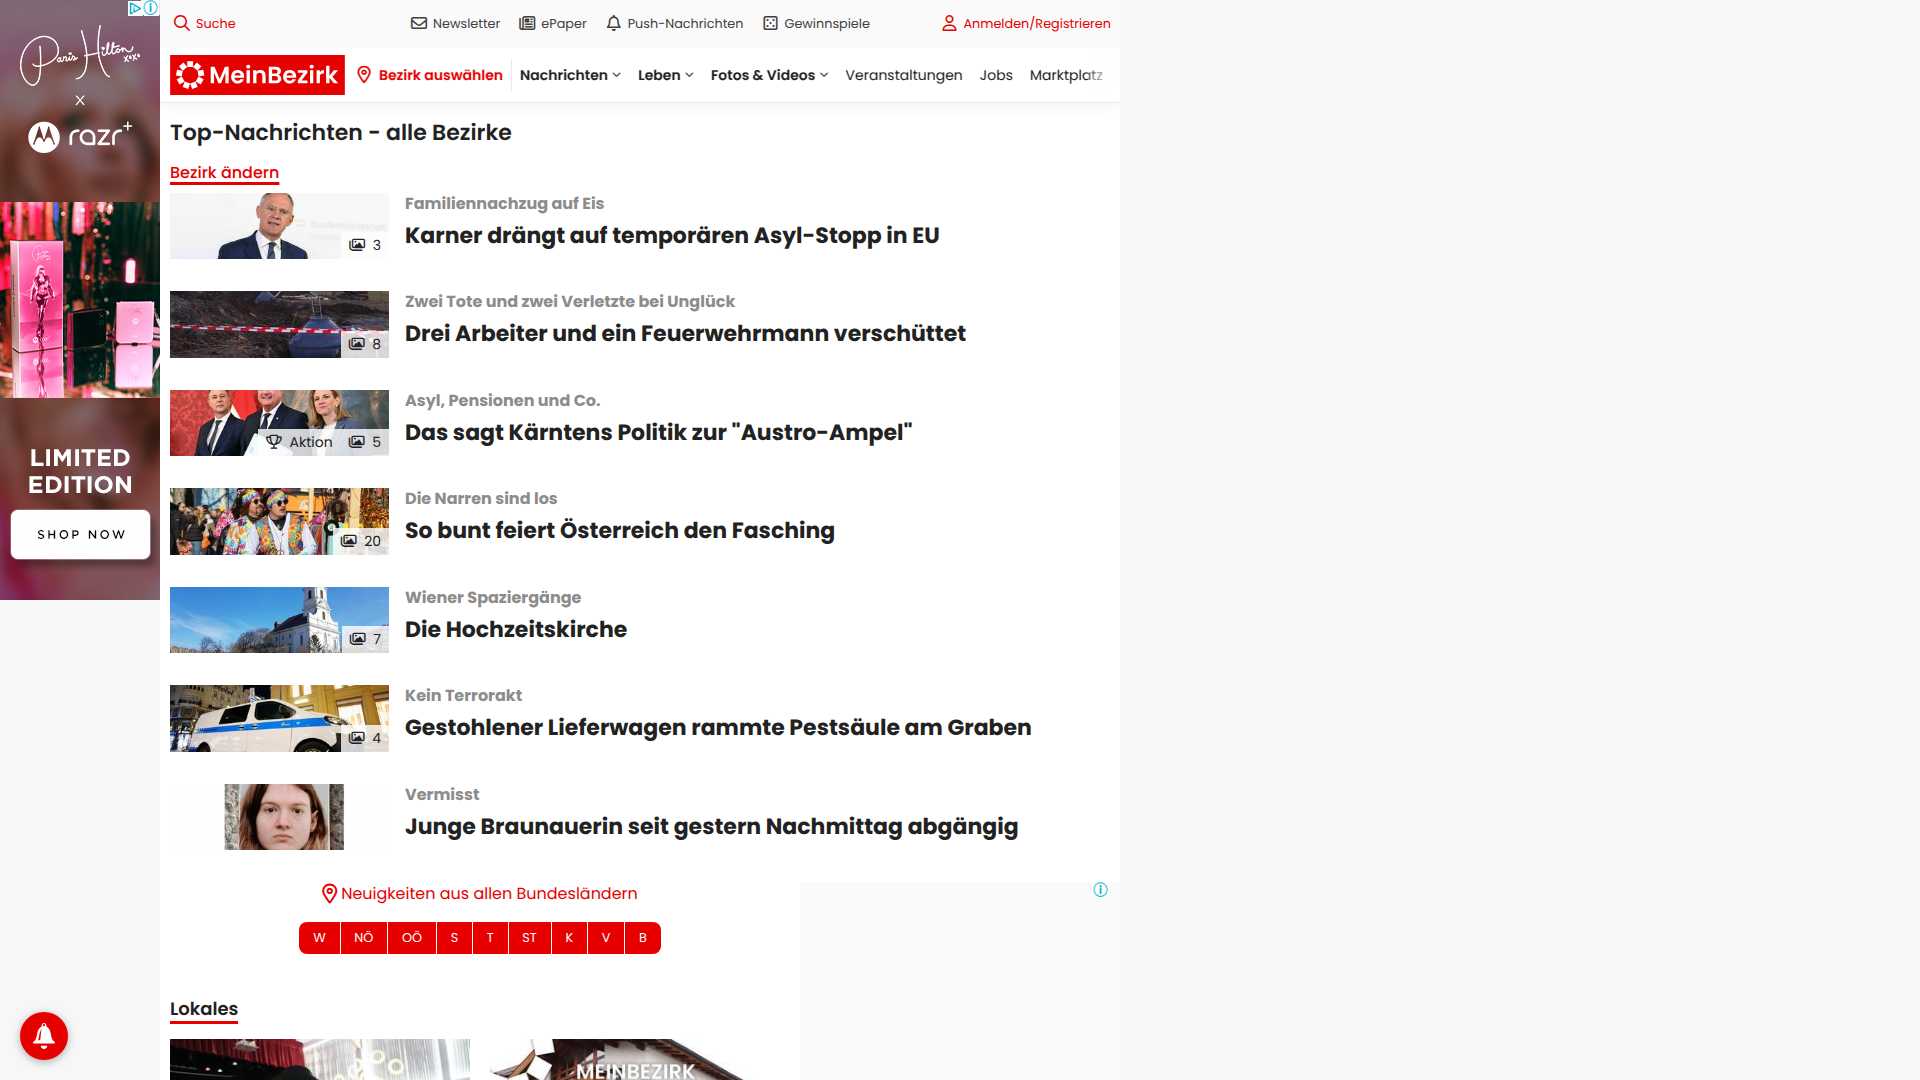 Suche
Newsletter
ePaper
Push-Nachrichten
Gewinnspiele
Anmelden/Registrieren
MeinBezirk
Bezirk auswählen
Nachrichten
Leben
Fotos & Videos
Veranstaltungen
Jobs
Marktplatz
Paris Hilton
xoxo
X
razr+
LIMITED
EDITION
SHOP NOW
Top-Nachrichten - alle Bezirke
Bezirk ändern
3
Familiennachzug auf Eis
Karner drängt auf temporären Asyl-Stopp in EU
8
Zwei Tote und zwei Verletzte bei Unglück
Drei Arbeiter und ein Feuerwehrmann verschüttet
Aktion
5
Asyl, Pensionen und Co.
Das sagt Kärntens Politik zur "Austro-Ampel"
20
Die Narren sind los
So bunt feiert Österreich den Fasching
7
Wiener Spaziergänge
Die Hochzeitskirche
4
Kein Terrorakt
Gestohlener Lieferwagen rammte Pestsäule am Graben
Vermisst
Junge Braunauerin seit gestern Nachmittag abgängig
Neuigkeiten aus allen Bundesländern
W NÖ OÖ S T ST K V B
Lokales
MEINBEZIRK